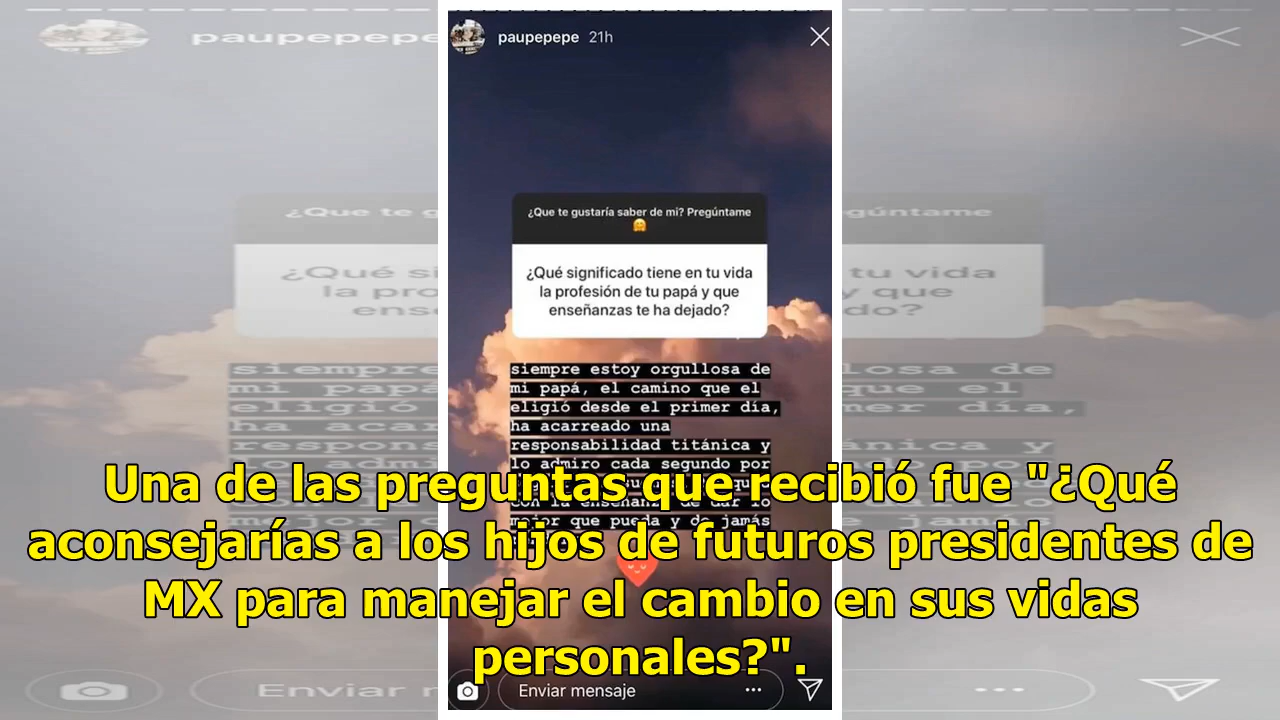 paupepepe 21h
¿Que te gustaría saber de mi? Pregúntame
¿Qué significado tiene en tu vida
la profesión de tu papá y que
enseñanzas te ha dejado?
siempre estoy orgullosa de
mi papá, el camino que el
eligió desde el primer día,
ha acarreado una
responsabilidad titánica y
lo admiro cada segundo por
con la enseñanza de dar lo
mejor que pueda y de jamás
Una de las preguntas que recibió fue "¿Qué
aconsejarías a los hijos de futuros presidentes de
MX para manejar el cambio en sus vidas
personales?".
Enviar mensaje